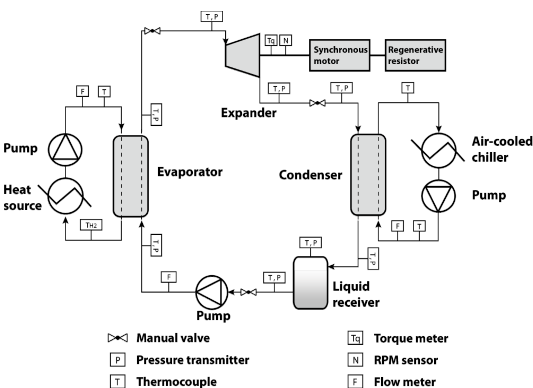 T, P
Tq
N
Synchronous
motor
Regenerative
resistor
F
T
T, P
T, P
T, P
T
Expander
Pump
Evaporator
Condenser
Air-cooled
chiller
Heat
source
Pump
TH2
T, P
T, P
F
T
T, P
F
T, P
Liquid
receiver
Pump
Manual valve
Tq Torque meter
P Pressure transmitter
N RPM sensor
T Thermocouple
F Flow meter